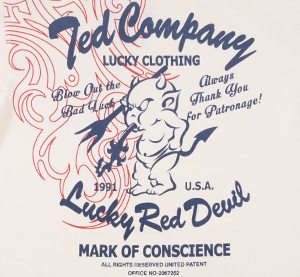 Ted Company
LUCKY CLOTHING
Blow Out the
Bad Luck
Always
Thank You
for Patronage!
1991
U.S.A.
Lucky Red Devil
MARK OF CONSCIENCE
ALL RIGHTS RESERVED UNITED PATENT
OFFICE NO-2067262